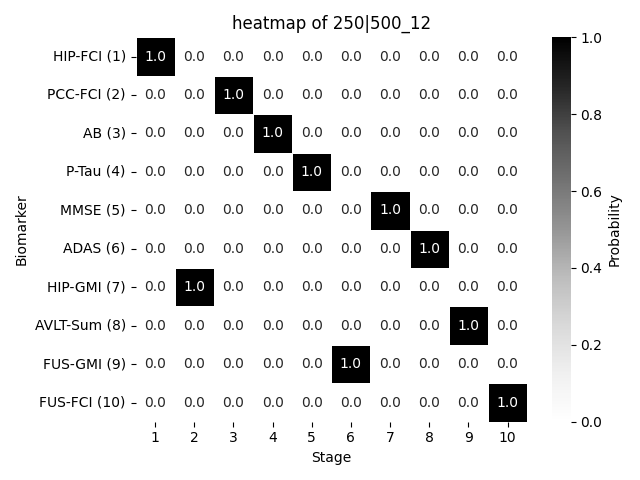 heatmap of 250|500_12
HIP-FCI (1) 1.0 0.0 0.0 0.0 0.0 0.0 0.0 0.0 0.0 0.0
PCC-FCI (2) 0.0 0.0 1.0 0.0 0.0 0.0 0.0 0.0 0.0 0.0
AB (3) 0.0 0.0 0.0 1.0 0.0 0.0 0.0 0.0 0.0 0.0
P-Tau (4) 0.0 0.0 0.0 0.0 1.0 0.0 0.0 0.0 0.0 0.0
MMSE (5) 0.0 0.0 0.0 0.0 0.0 0.0 1.0 0.0 0.0 0.0
ADAS (6) 0.0 0.0 0.0 0.0 0.0 0.0 0.0 1.0 0.0 0.0
HIP-GMI (7) 0.0 1.0 0.0 0.0 0.0 0.0 0.0 0.0 0.0 0.0
AVLT-Sum (8) 0.0 0.0 0.0 0.0 0.0 0.0 0.0 0.0 1.0 0.0
FUS-GMI (9) 0.0 0.0 0.0 0.0 0.0 1.0 0.0 0.0 0.0 0.0
FUS-FCI (10) 0.0 0.0 0.0 0.0 0.0 0.0 0.0 0.0 0.0 1.0
1 2 3 4 5 6 7 8 9 10
Stage
Biomarker
1.0
0.8
0.6
0.4
0.2
0.0
Probability